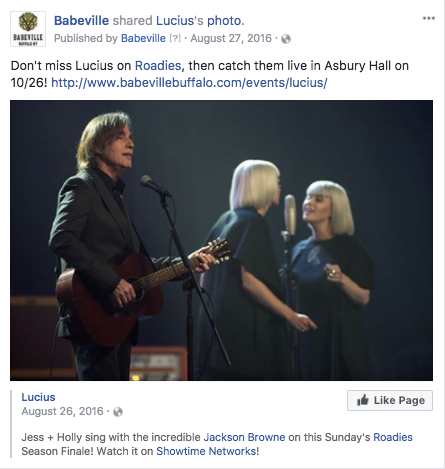 BABEVILLE
BUFFALO NY
Babeville shared Lucius's photo.
Published by Babeville [?] · August 27, 2016 ·
Don't miss Lucius on Roadies, then catch them live in Asbury Hall on
10/26! http://www.babevillebuffalo.com/events/lucius/
Lucius
August 26, 2016 ·
Like Page
Jess + Holly sing with the incredible Jackson Browne on this Sunday's Roadies
Season Finale! Watch it on Showtime Networks!